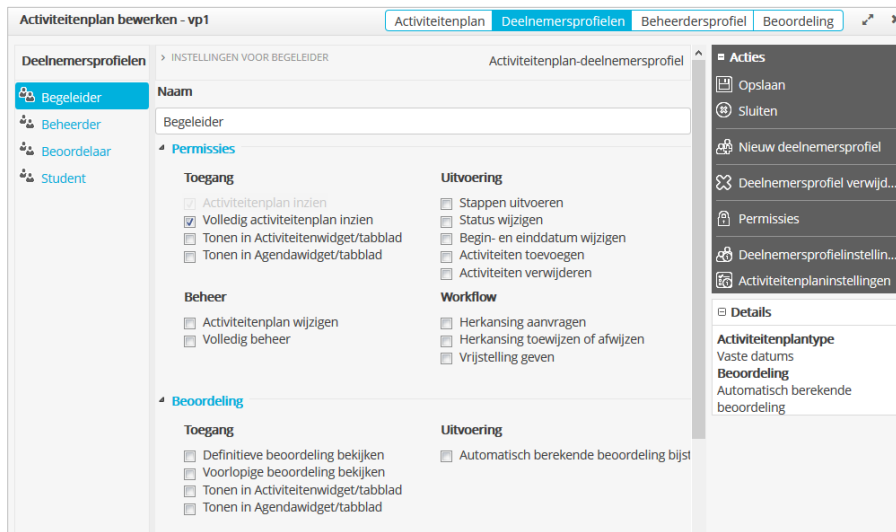 Activiteitenplan bewerken - vp1
Activiteitenplan
Deelnemersprofielen
Beheerdersprofiel
Beoordeling
Deelnemersprofielen
Begeleider
Beheerder
Beoordelaar
Student
> INSTELLINGEN VOOR BEGELEIDER
Activiteitenplan-deelnemersprofiel
Naam
Begeleider
Permissies
Toegang
Activiteitenplan inzien
Volledig activiteitenplan inzien
Tonen in Activiteitenwidget/tabblad
Tonen in Agendawidget/tabblad
Uitvoering
Stappen uitvoeren
Status wijzigen
Begin- en einddatum wijzigen
Activiteiten toevoegen
Activiteiten verwijderen
Beheer
Activiteitenplan wijzigen
Volledig beheer
Workflow
Herkansing aanvragen
Herkansing toewijzen of afwijzen
Vrijstelling geven
Beoordeling
Toegang
Definitieve beoordeling bekijken
Voorlopige beoordeling bekijken
Tonen in Activiteitenwidget/tabblad
Tonen in Agendawidget/tabblad
Uitvoering
Automatisch berekende beoordeling bijst
Acties
Opslaan
Sluiten
Nieuw deelnemersprofiel
Deelnemersprofiel verwijd...
Permissies
Deelnemersprofielinstellin...
Activiteitenplaninstellingen
Details
Activiteitenplantype
Vaste datums
Beoordeling
Automatisch berekende
beoordeling